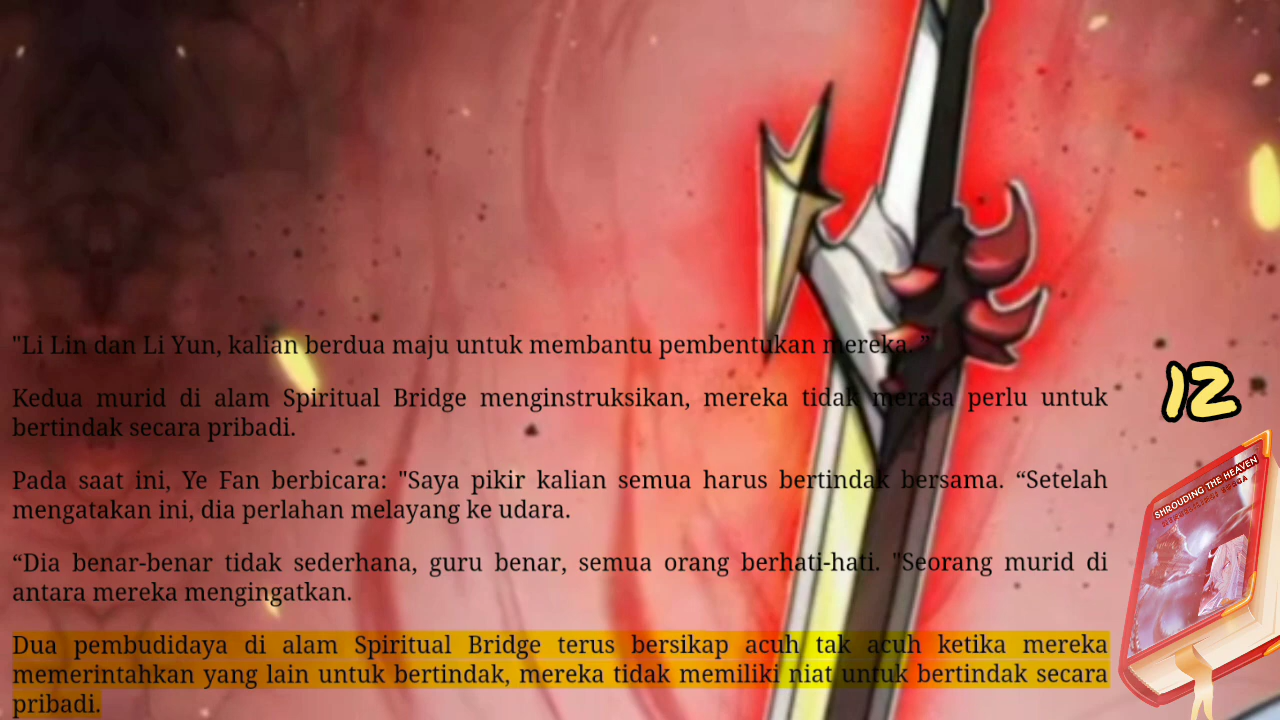 "Li Lin dan Li Yun, kalian berdua maju untuk membantu pembentukan mereka. ”
Kedua murid di alam Spiritual Bridge menginstruksikan, mereka tidak merasa perlu untuk
bertindak secara pribadi.
Pada saat ini, Ye Fan berbicara: "Saya pikir kalian semua harus bertindak bersama. “Setelah
mengatakan ini, dia perlahan melayang ke udara.
“Dia benar-benar tidak sederhana, guru benar, semua orang berhati-hati. "Seorang murid di
antara mereka mengingatkan.
Dua pembudidaya di alam Spiritual Bridge terus bersikap acuh tak acuh ketika mereka
memerintahkan yang lain untuk bertindak, mereka tidak memiliki niat untuk bertindak secara
pribadi.
12
SHROUDING THE HEAVEN